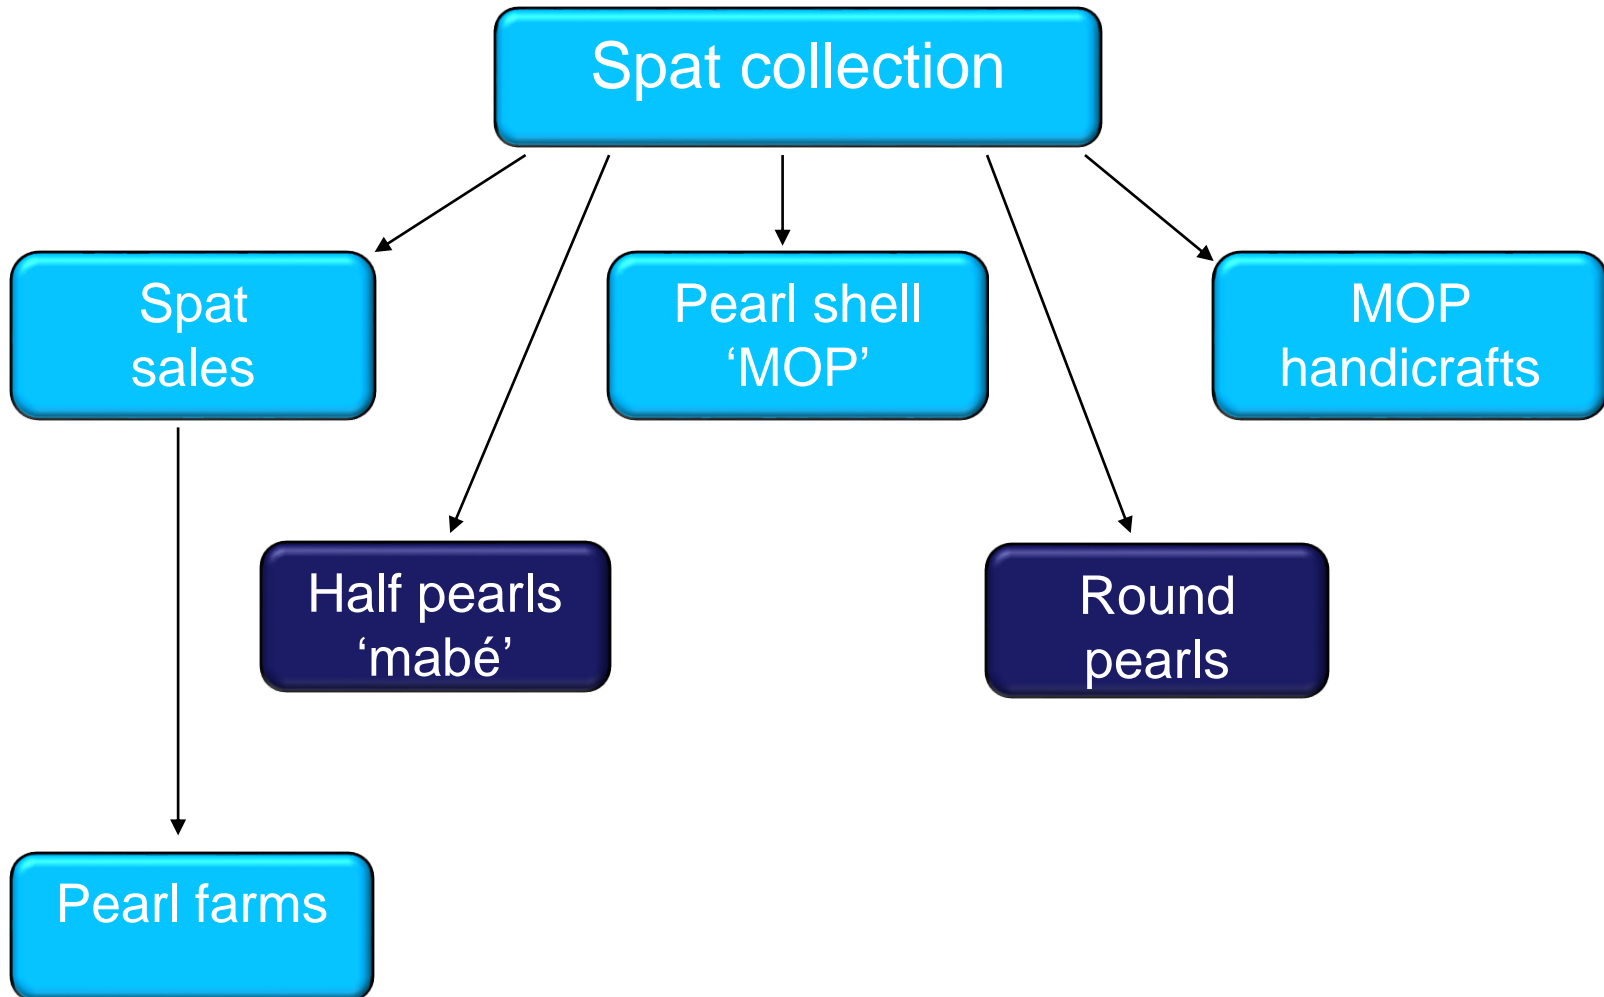 Spat collection
Spat
sales
Pearl shell
‘MOP’
MOP
handicrafts
Half pearls
‘mabé’
Round
pearls
Pearl farms